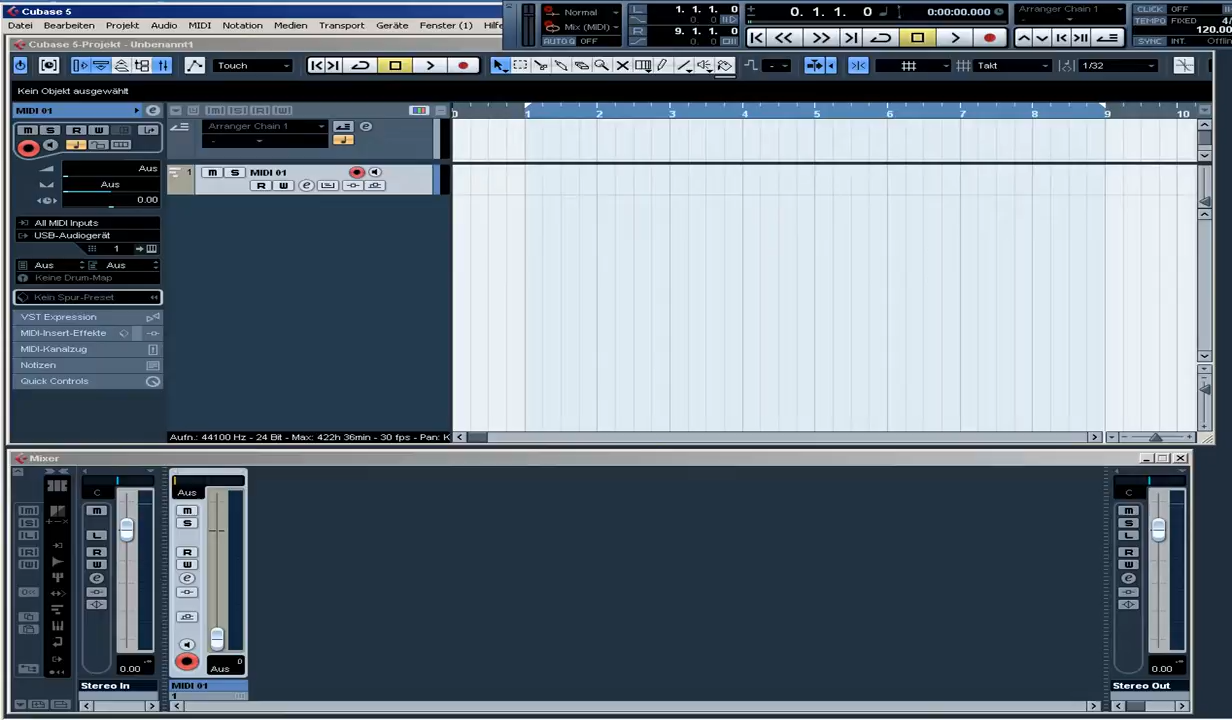 Cubase 5
Datei Bearbeiten Projekt Audio MIDI Notation Medien Transport Geräte Fenster (1) Hilfe
Normal
Mix (MIDI)
AUTO Q OFF
L 1. 1. 1. 0
R 9. 1. 1. 0
0. 1. 1. 0
0:00:00.000
Arranger Chain 1
CLICK OFF
TEMPO FIXED
120.00
SYNC INT. Offlin
Cubase 5-Projekt - Unbenannt1
Touch
Takt
1/32
Kein Objekt ausgewählt
MIDI 01
M S R W
Aus
Aus
0.00
All MIDI Inputs
USB-Audiogerät
1
Aus Aus
Keine Drum-Map
Kein Spur-Preset
VST Expression
MIDI-Insert-Effekte
MIDI-Kanalzug
Notizen
Quick Controls
M S R W
Arranger Chain 1
1 M S MIDI 01
R W e
0 1 2 3 4 5 6 7 8 9 10
Aufn.: 44100 Hz - 24 Bit - Max: 422h 36min - 30 fps - Pan: K
Mixer
C
M
L
R
W
e
0.00 -∞
Stereo In
Aus
M
S
R
W
e
Aus 0
MIDI 01
1
C
M
S
L
R
W
e
0.00 -∞
Stereo Out